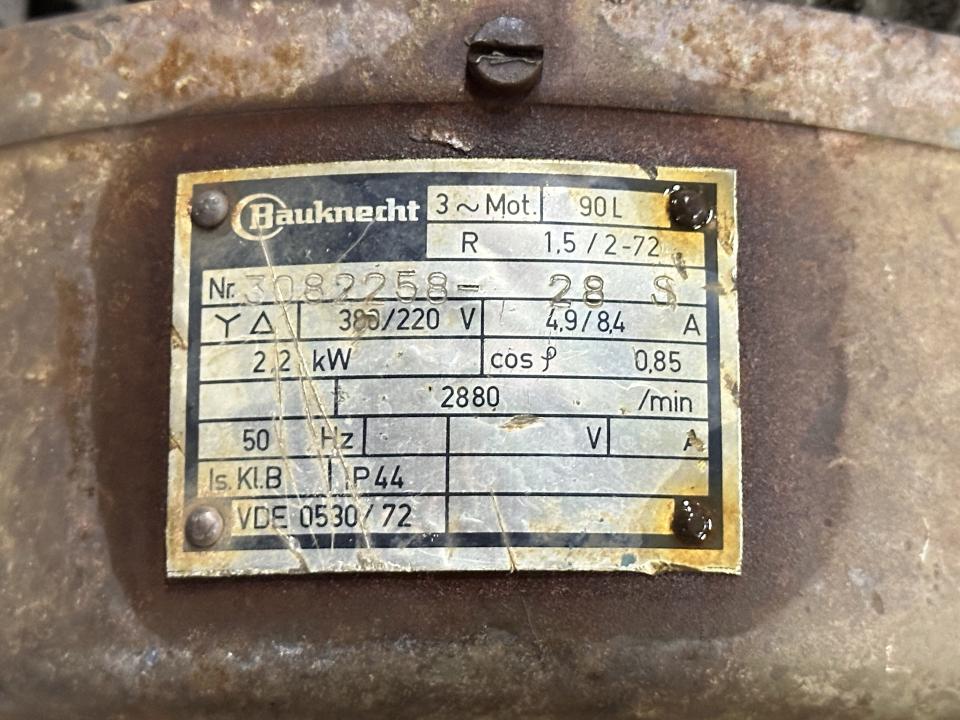 Bauknecht 3~Mot. 90L
R 1,5/2-72
Nr. 3082258- 28 S
Y Δ 380/220 V 4,9/8,4 A
2,2 kW cos φ 0,85
2880 /min
50 Hz V A
Is.Kl.B IP44
VDE 0530/72